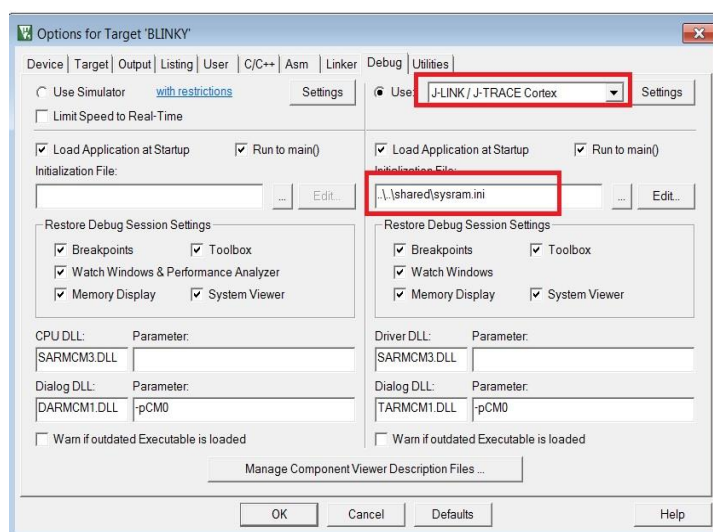 Options for Target 'BLINKY'
Device Target Output Listing User C/C++ Asm Linker Debug Utilities
Use Simulator with restrictions Settings
Limit Speed to Real-Time
Load Application at Startup Run to main()
Initialization File:
... Edit...
Restore Debug Session Settings
Breakpoints Toolbox
Watch Windows & Performance Analyzer
Memory Display System Viewer
CPU DLL: Parameter:
SARMCM3.DLL
Dialog DLL: Parameter:
DARMCM1.DLL -pCM0
Warn if outdated Executable is loaded
Use: J-LINK / J-TRACE Cortex Settings
Load Application at Startup Run to main()
Initialization File:
..\..\shared\sysram.ini ... Edit...
Restore Debug Session Settings
Breakpoints Toolbox
Watch Windows
Memory Display System Viewer
Driver DLL: Parameter:
SARMCM3.DLL
Dialog DLL: Parameter:
TARMCM1.DLL -pCM0
Warn if outdated Executable is loaded
Manage Component Viewer Description Files ...
OK Cancel Defaults Help